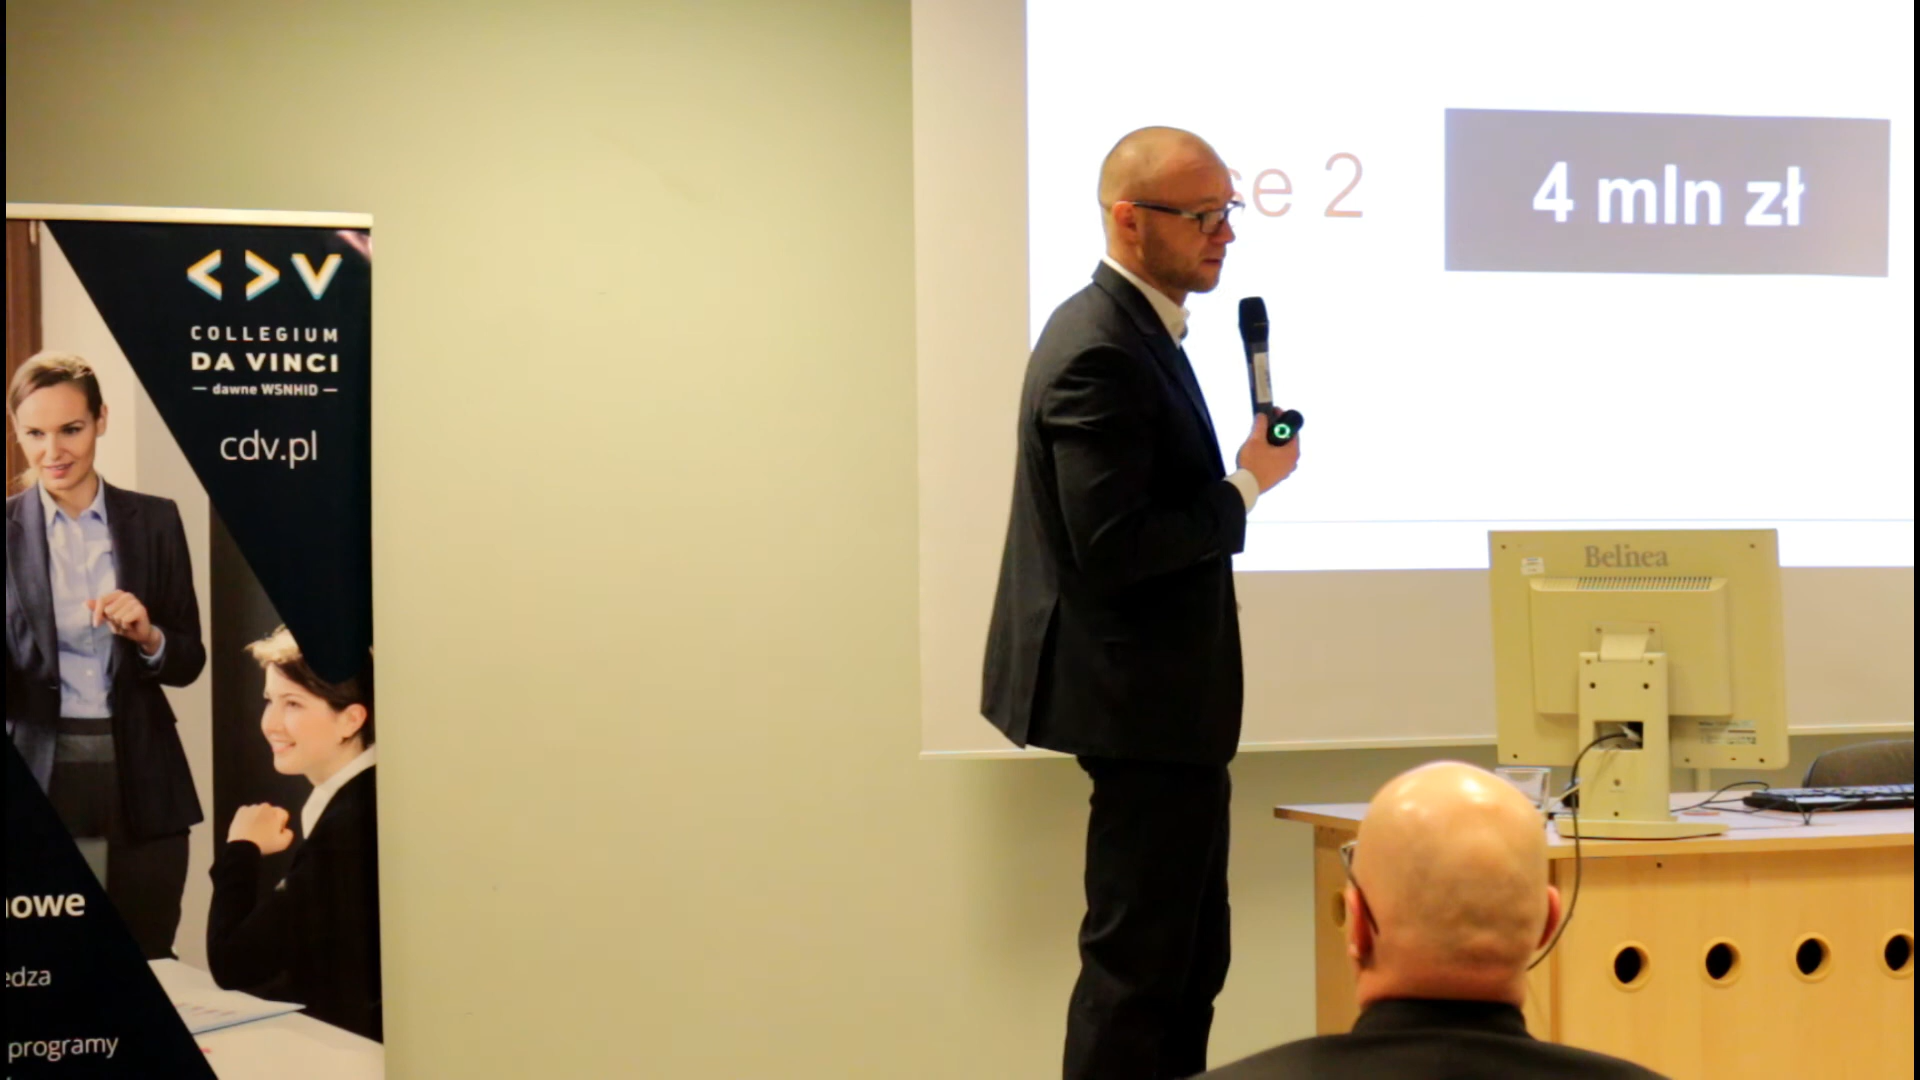 COLLEGIUM
DA VINCI
— dawne WSNHID —
cdv.pl
owe
edza
programy
se 2
4 mln zł
Belinea